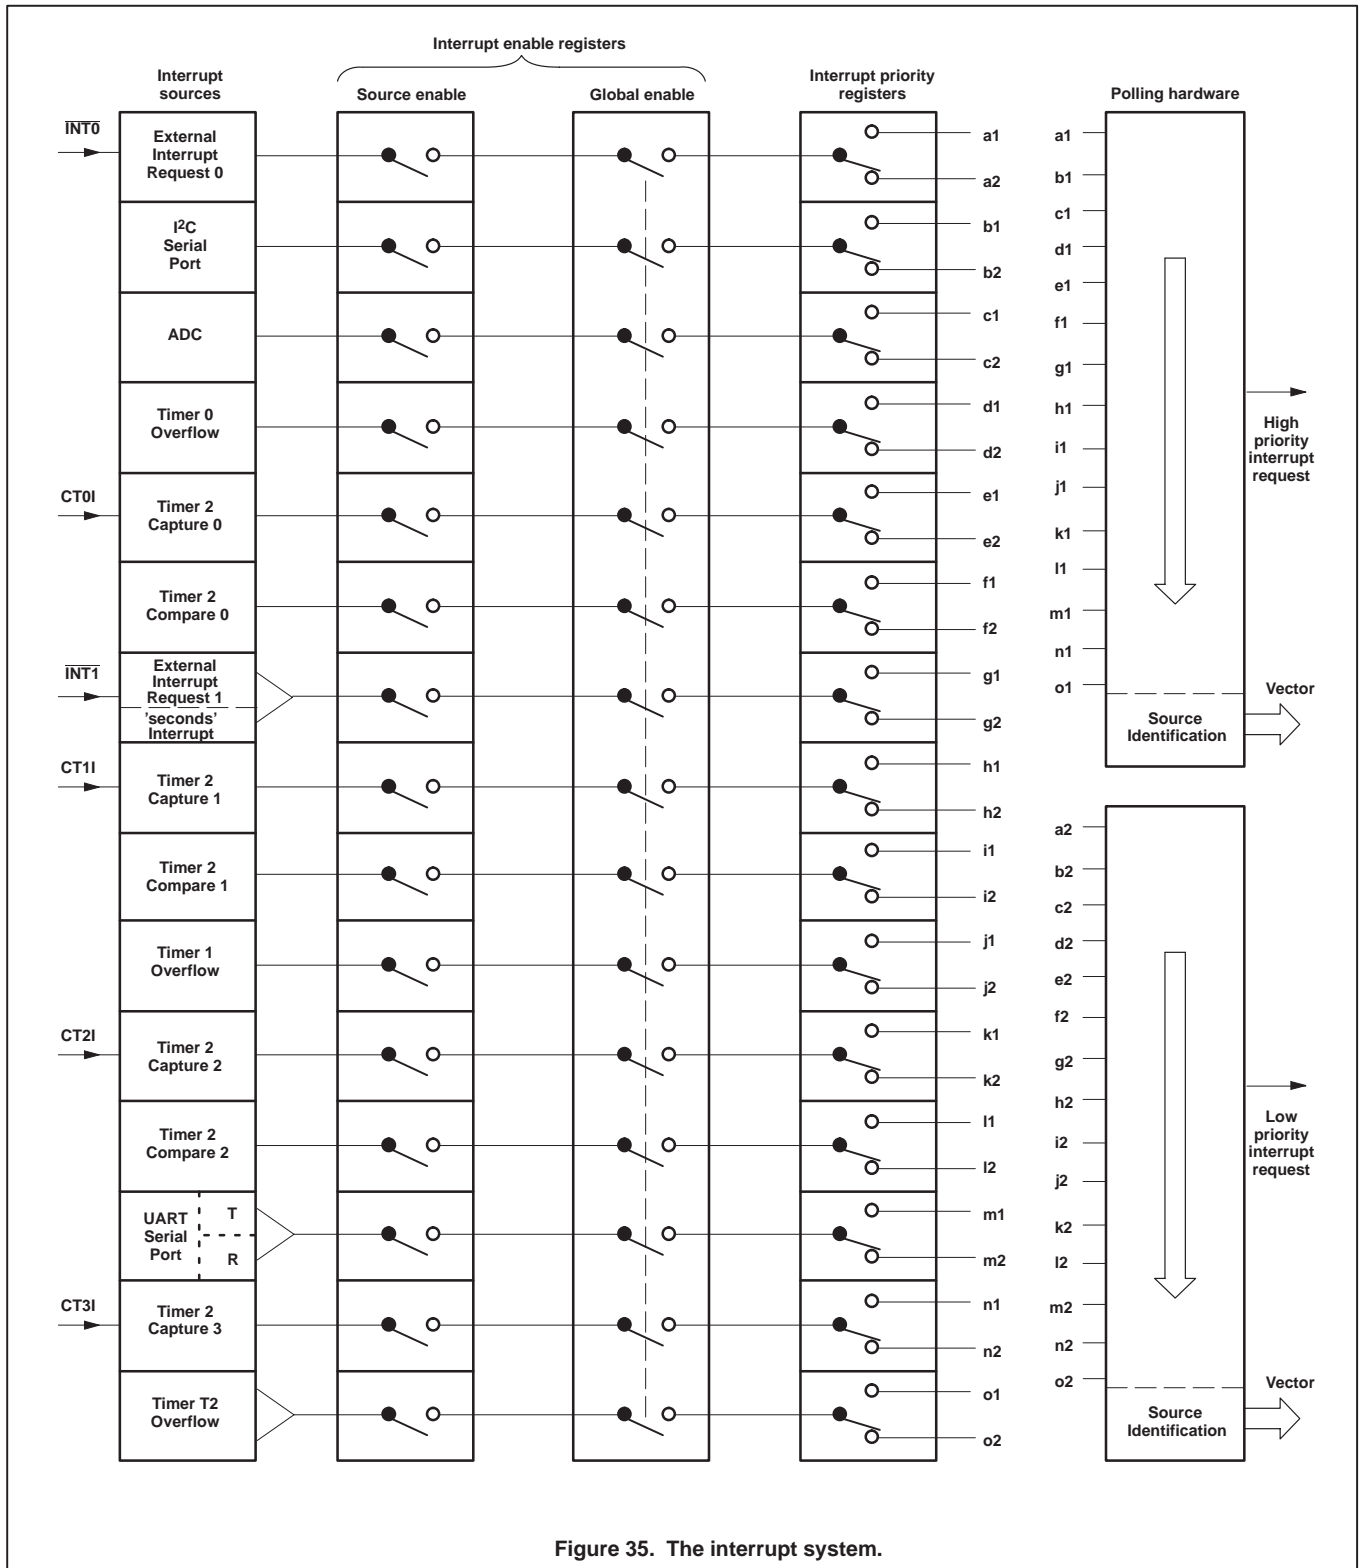 Interrupt enable registers
Interrupt
sources
Source enable
Global enable
Interrupt priority
registers
Polling hardware
INT0
External
Interrupt
Request 0
a1
a2
I2C
Serial
Port
b1
b2
ADC
c1
c2
Timer 0
Overflow
d1
d2
CT0I
Timer 2
Capture 0
e1
e2
Timer 2
Compare 0
f1
f2
INT1
External
Interrupt
Request 1
'seconds'
Interrupt
g1
g2
CT1I
Timer 2
Capture 1
h1
h2
Timer 2
Compare 1
i1
i2
Timer 1
Overflow
j1
j2
CT2I
Timer 2
Capture 2
k1
k2
Timer 2
Compare 2
l1
l2
UART
Serial
Port
T
R
m1
m2
CT3I
Timer 2
Capture 3
n1
n2
Timer T2
Overflow
o1
o2
a1
b1
c1
d1
e1
f1
g1
h1
i1
j1
k1
l1
m1
n1
o1
High
priority
interrupt
request
Source
Identification
Vector
a2
b2
c2
d2
e2
f2
g2
h2
i2
j2
k2
l2
m2
n2
o2
Low
priority
interrupt
request
Source
Identification
Vector
Figure 35. The interrupt system.